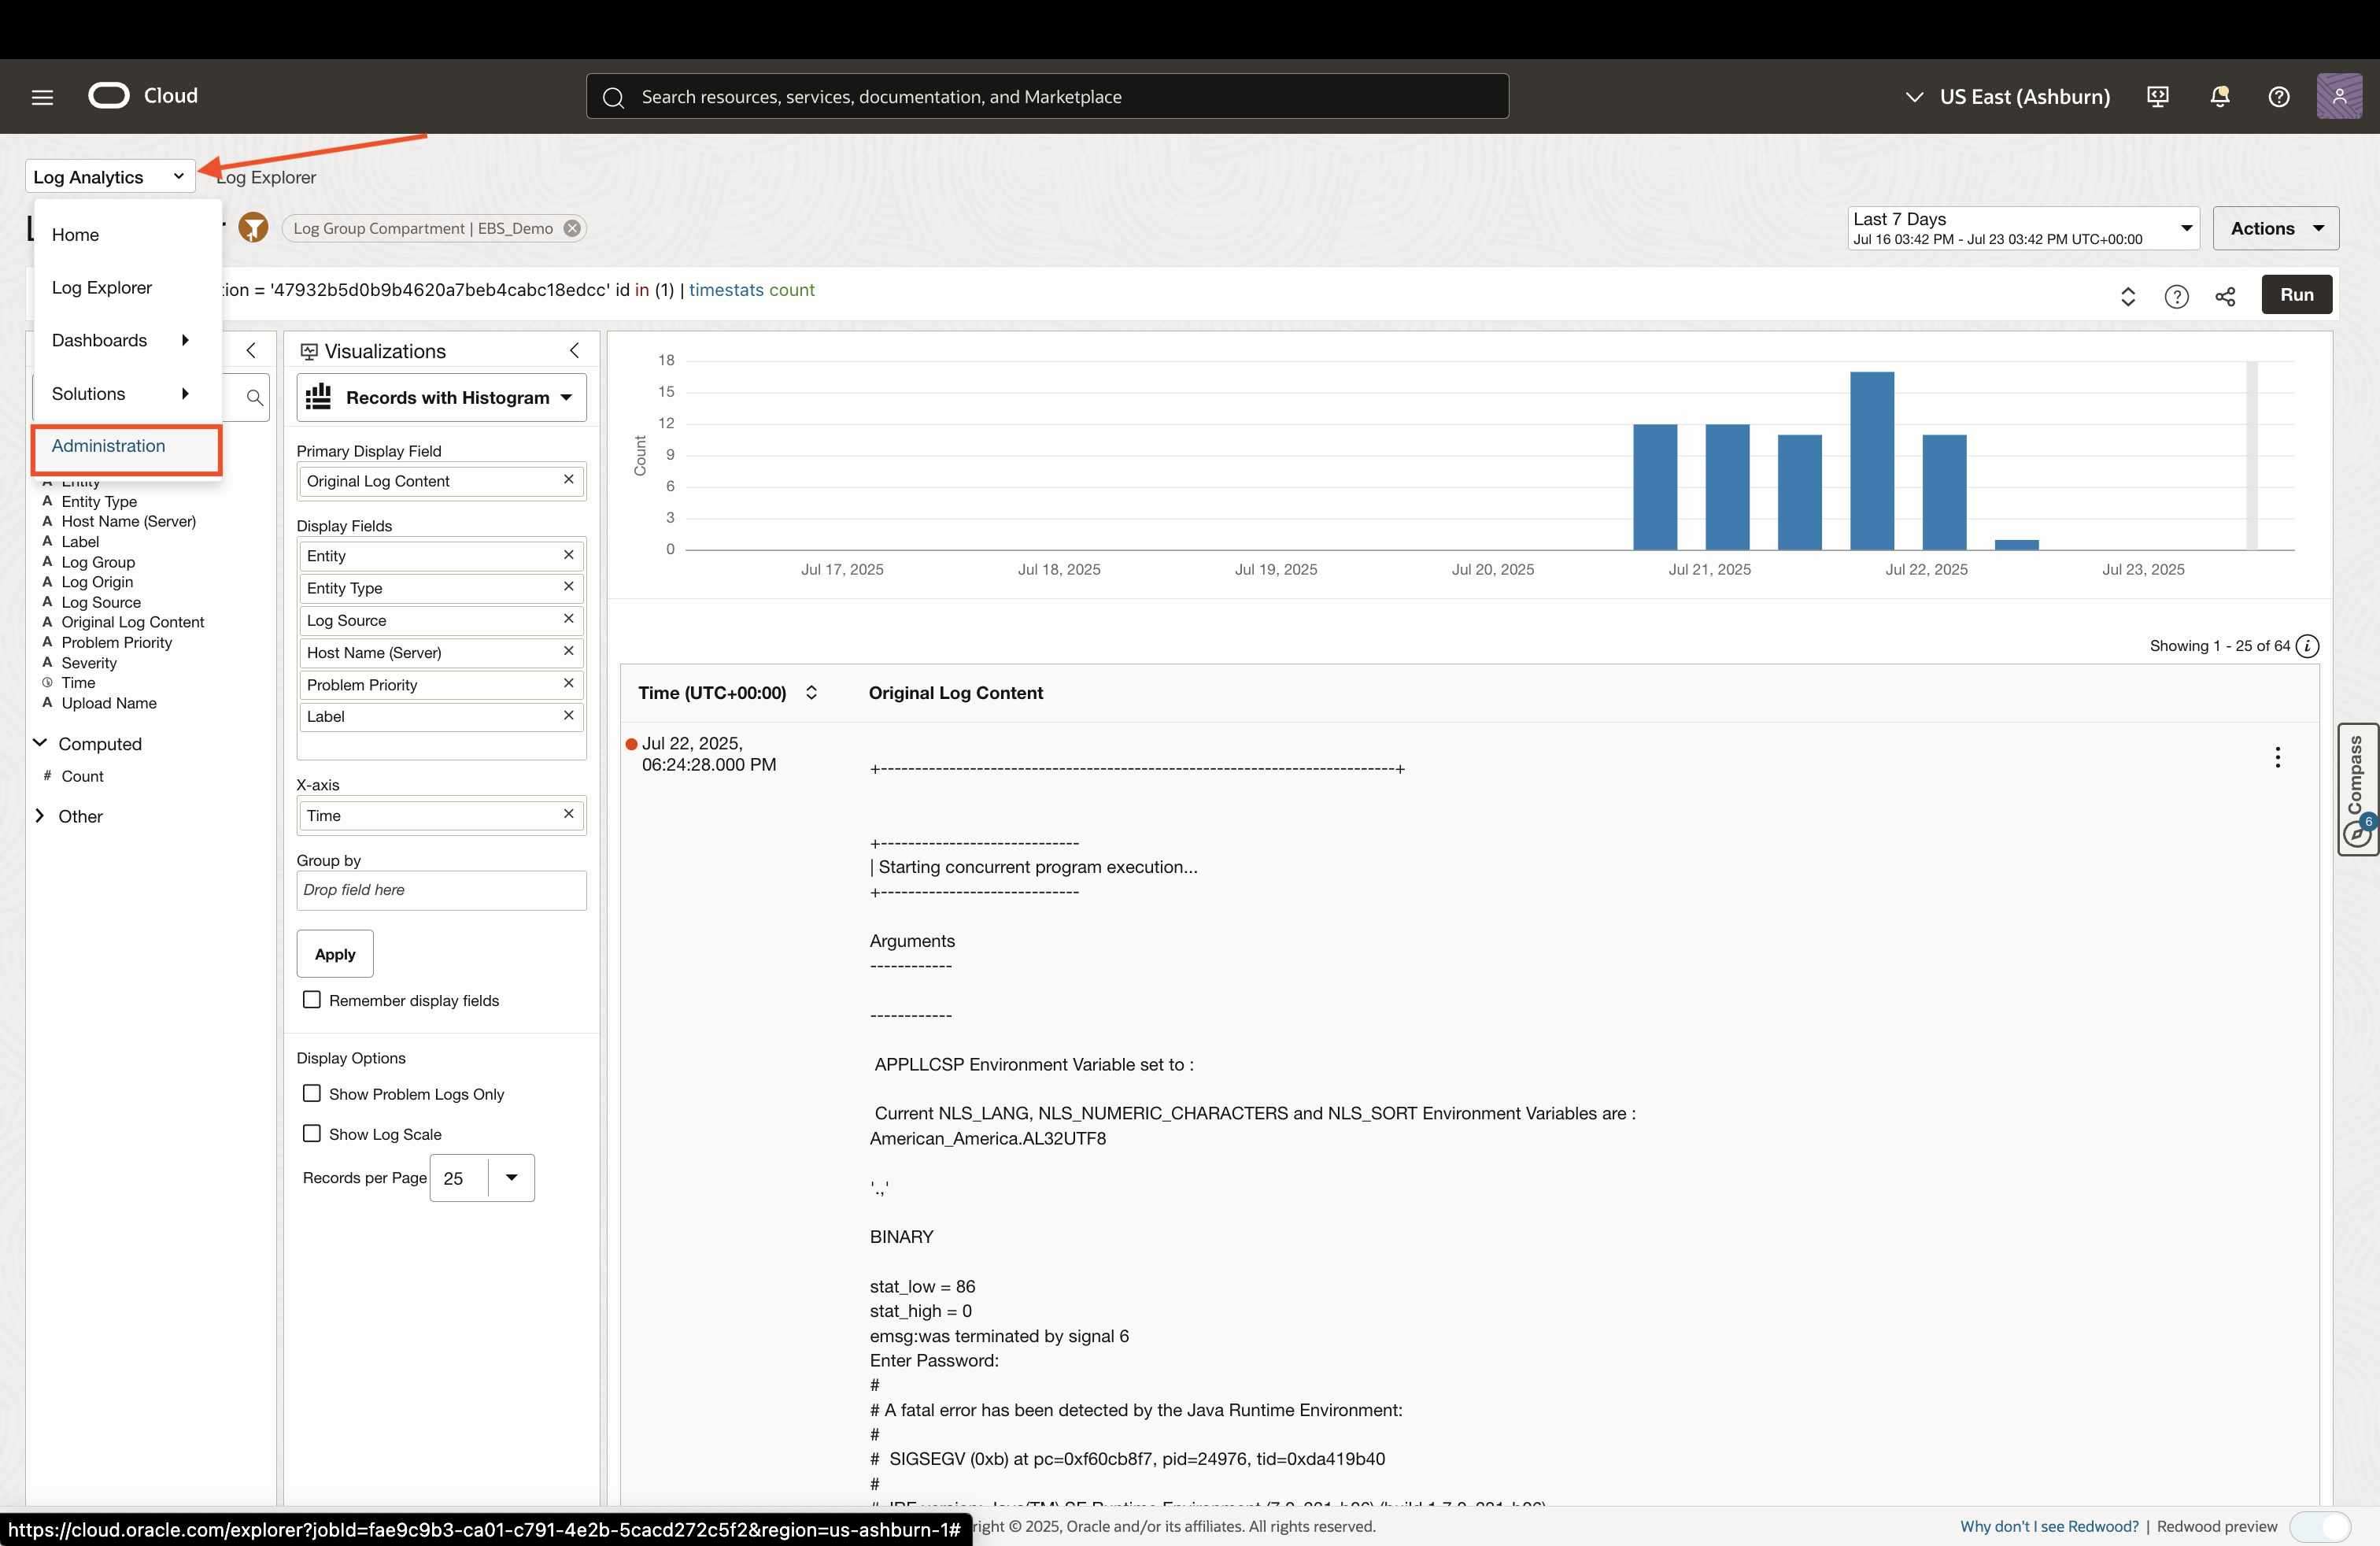 Cloud
Search resources, services, documentation, and Marketplace
US East (Ashburn)
Log Analytics
Log Explorer
Home
Log Explorer
Dashboards
Solutions
Administration
Log Group Compartment | EBS_Demo
Last 7 Days
Jul 16 03:42 PM - Jul 23 03:42 PM UTC+00:00
Actions
= '47932b5d0b9b4620a7beb4cabc18edcc' id in (1) | timestats count
Run
Entity
A Entity Type
A Host Name (Server)
A Label
A Log Group
A Log Origin
A Log Source
A Original Log Content
A Problem Priority
A Severity
Time
A Upload Name
Computed
# Count
Other
Visualizations
Records with Histogram
Primary Display Field
Original Log Content
Display Fields
Entity
Entity Type
Log Source
Host Name (Server)
Problem Priority
Label
X-axis
Time
Group by
Drop field here
Apply
Remember display fields
Display Options
Show Problem Logs Only
Show Log Scale
Records per Page 25
Count
18
15
12
9
6
3
0
Jul 17, 2025 Jul 18, 2025 Jul 19, 2025 Jul 20, 2025 Jul 21, 2025 Jul 22, 2025 Jul 23, 2025
Showing 1 - 25 of 64
Time (UTC+00:00) Original Log Content
Jul 22, 2025,
06:24:28.000 PM
+---------------------------------------------------------------------------+
+-----------------------------
| Starting concurrent program execution...
+-----------------------------
Arguments
------------
------------
APPLLCSP Environment Variable set to :
Current NLS_LANG, NLS_NUMERIC_CHARACTERS and NLS_SORT Environment Variables are :
American_America.AL32UTF8
'.,'
BINARY
stat_low = 86
stat_high = 0
emsg:was terminated by signal 6
Enter Password:
#
# A fatal error has been detected by the Java Runtime Environment:
#
# SIGSEGV (0xb) at pc=0xf60cb8f7, pid=24976, tid=0xda419b40
#
Compass
6
https://cloud.oracle.com/explorer?jobId=fae9c9b3-ca01-c791-4e2b-5cacd272c5f2&region=us-ashburn-1#
© 2025, Oracle and/or its affiliates. All rights reserved.
Why don't I see Redwood? | Redwood preview